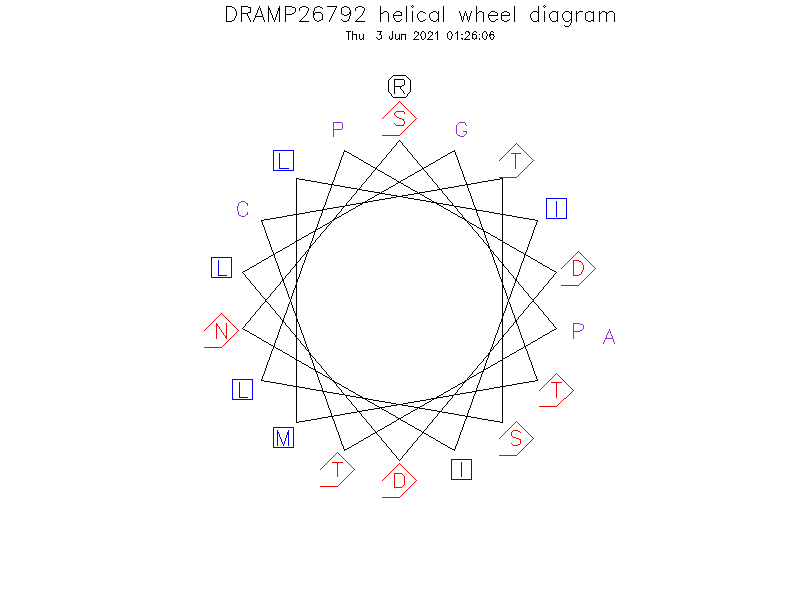 DRAMP26792 helical wheel diagram
Thu 3 Jun 2021 01:26:06
R
S
P G
L T
C I
L D
N P A
L T
M S
T I
D